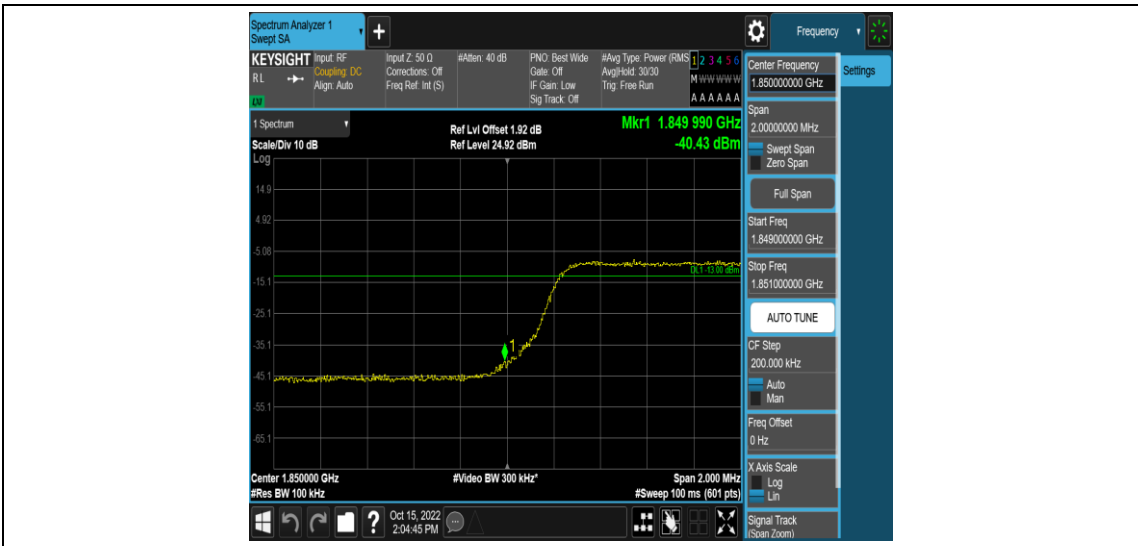 Spectrum Analyzer 1
Swept SA
+
Frequency
KEYSIGHT
RL
LXI
Input: RF
Coupling: DC
Align: Auto
Input Z: 50 Ω
Corrections: Off
Freq Ref: Int (S)
#Atten: 40 dB
PNO: Best Wide
Gate: Off
IF Gain: Low
Sig Track: Off
#Avg Type: Power (RMS
Avg|Hold: 30/30
Trig: Free Run
1 2 3 4 5 6
M W W W W W
A A A A A A
1 Spectrum
Scale/Div 10 dB
Log
Ref Lvl Offset 1.92 dB
Ref Level 24.92 dBm
Mkr1 1.849 990 GHz
-40.43 dBm
14.9
4.92
-5.08
DL1 -13.00 dBm
-15.1
-25.1
-35.1
1
-45.1
-55.1
-65.1
Center 1.850000 GHz
#Video BW 300 kHz*
Span 2.000 MHz
#Res BW 100 kHz
#Sweep 100 ms (601 pts)
?
Oct 15, 2022
2:04:45 PM
Center Frequency
1.850000000 GHz
Settings
Span
2.00000000 MHz
Swept Span
Zero Span
Full Span
Start Freq
1.849000000 GHz
Stop Freq
1.851000000 GHz
AUTO TUNE
CF Step
200.000 kHz
Auto
Man
Freq Offset
0 Hz
X Axis Scale
Log
Lin
Signal Track
(Span Zoom)